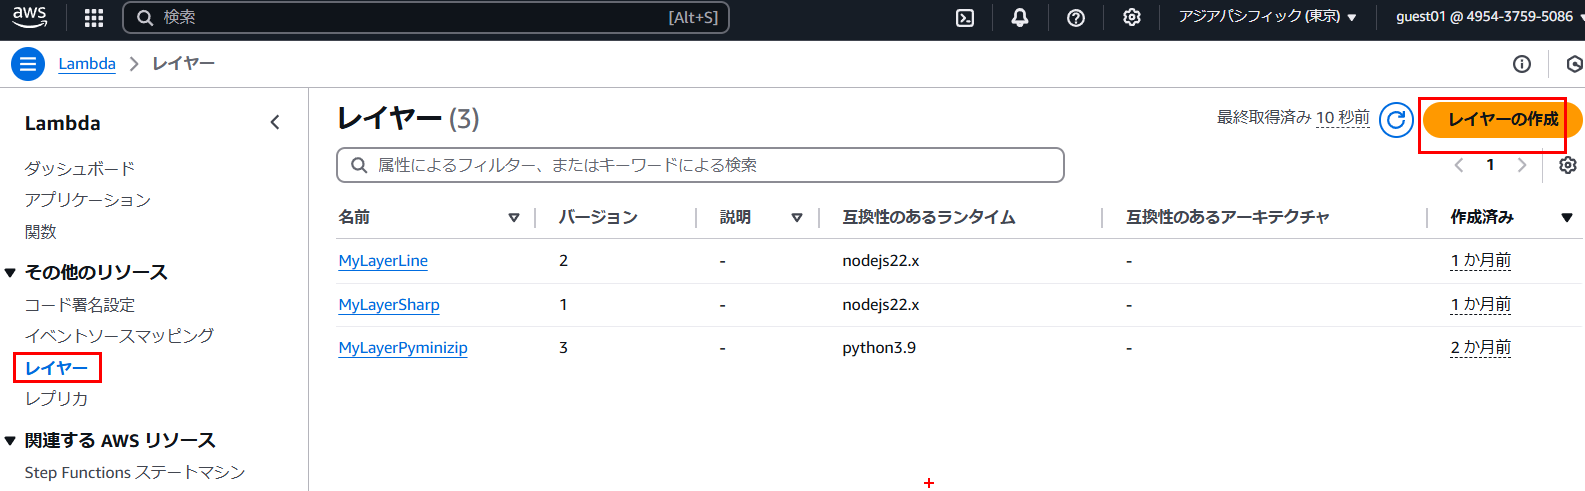 aws 検索 [Alt+S] アジアパシフィック (東京) ▼ guest01 @ 4954-3759-5086
Lambda > レイヤー
Lambda
ダッシュボード
アプリケーション
関数
その他のリソース
コード署名設定
イベントソースマッピング
レイヤー
レプリカ
関連する AWS リソース
Step Functions ステートマシン
レイヤー (3)
最終取得済み 10 秒前
レイヤーの作成
属性によるフィルター、またはキーワードによる検索
1
名前 バージョン 説明 互換性のあるランタイム 互換性のあるアーキテクチャ 作成済み
MyLayerLine 2 - nodejs22.x - 1 か月前
MyLayerSharp 1 - nodejs22.x - 1 か月前
MyLayerPyminizip 3 - python3.9 - 2 か月前